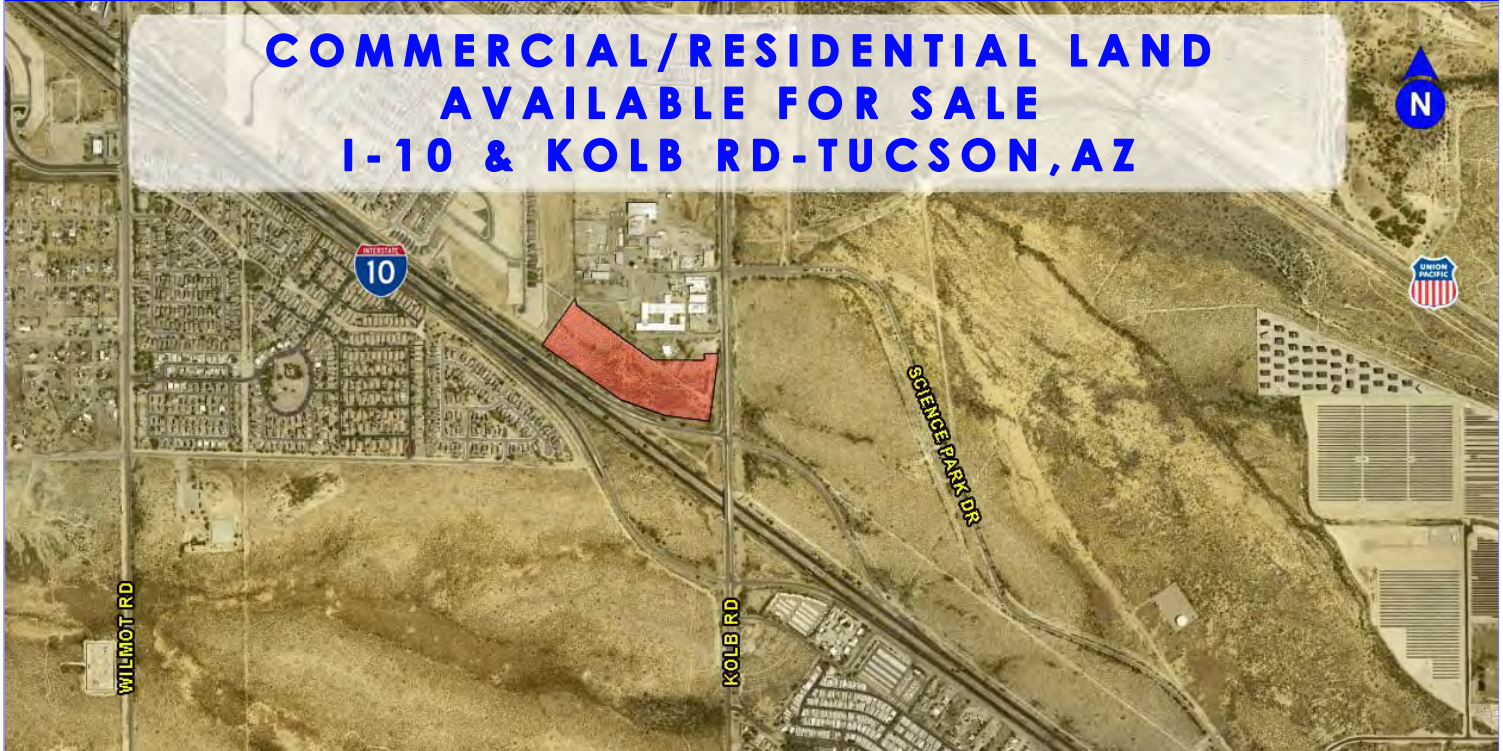 COMMERCIAL/RESIDENTIAL LAND
AVAILABLE FOR SALE
I-10 & KOLB RD-TUCSON,AZ
N
INTERSTATE
10
UNION
PACIFIC
SCIENCE PARK DR
WILMOT RD
KOLB RD